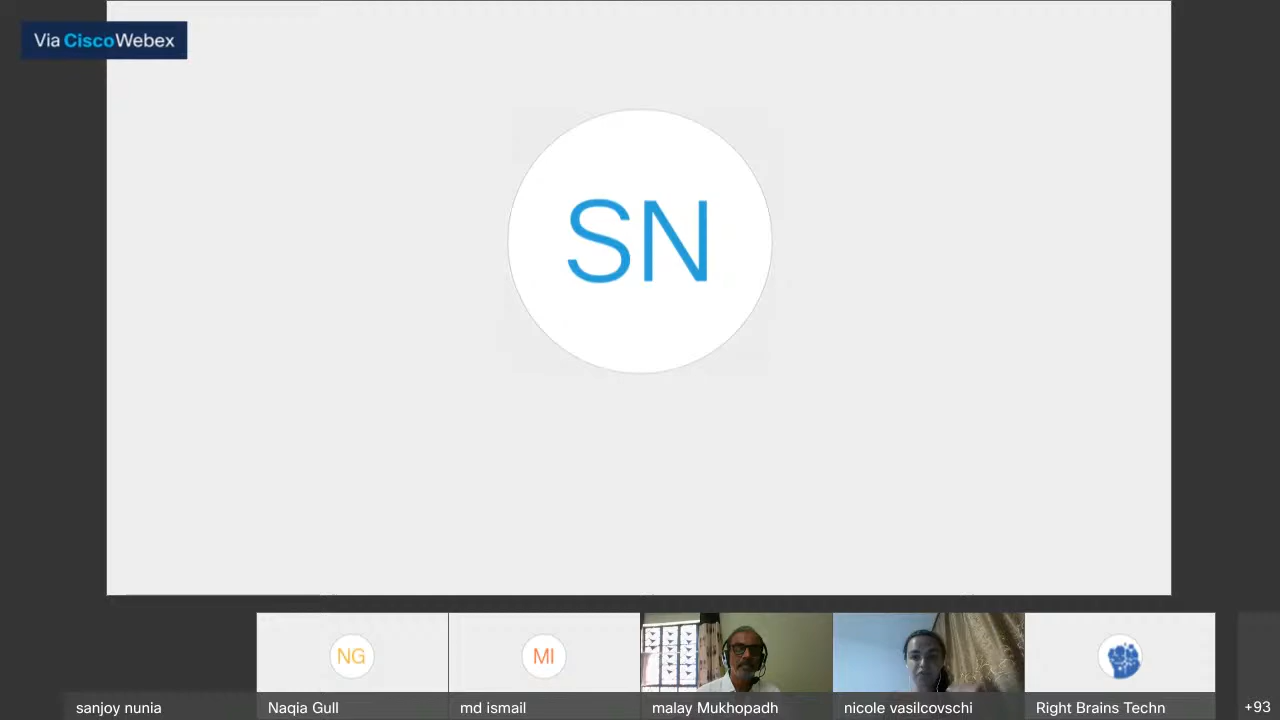 Via CiscoWebex
SN
NG
MI
sanjoy nunia
Naqia Gull
md ismail
malay Mukhopadh
nicole vasilcovschi
Right Brains Techn
+93